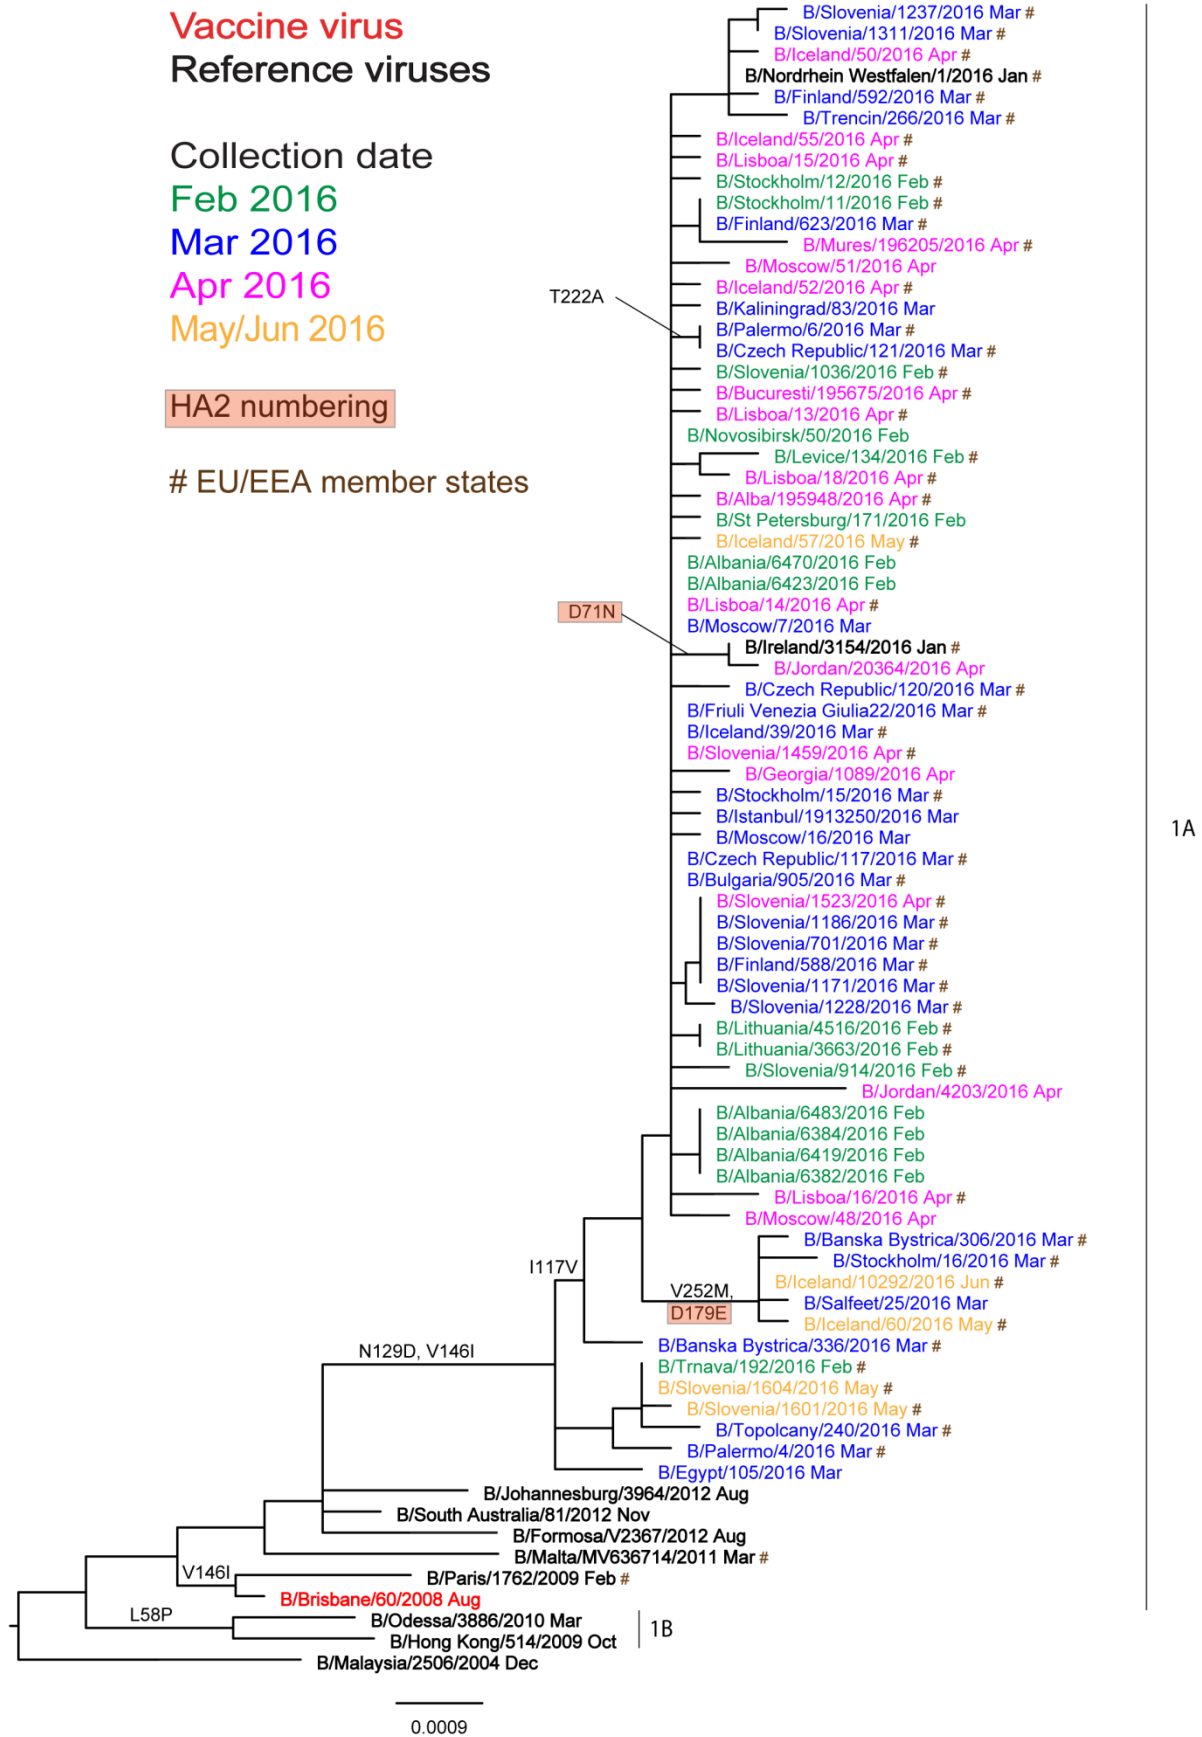 Vaccine virus
Reference viruses
Collection date
Feb 2016
Mar 2016
Apr 2016
May/Jun 2016
HA2 numbering
# EU/EEA member states
B/Slovenia/1237/2016 Mar #
B/Slovenia/1311/2016 Mar #
B/Iceland/50/2016 Apr #
B/Nordrhein Westfalen/1/2016 Jan #
B/Finland/592/2016 Mar #
B/Trencin/266/2016 Mar #
B/Iceland/55/2016 Apr #
B/Lisboa/15/2016 Apr #
B/Stockholm/12/2016 Feb #
B/Stockholm/11/2016 Feb #
B/Finland/623/2016 Mar #
B/Mures/196205/2016 Apr #
B/Moscow/51/2016 Apr
B/Iceland/52/2016 Apr #
T222A
B/Kaliningrad/83/2016 Mar
B/Palermo/6/2016 Mar #
B/Czech Republic/121/2016 Mar #
B/Slovenia/1036/2016 Feb #
B/Bucuresti/195675/2016 Apr #
B/Lisboa/13/2016 Apr #
B/Novosibirsk/50/2016 Feb
B/Levice/134/2016 Feb #
B/Lisboa/18/2016 Apr #
B/Alba/195948/2016 Apr #
B/St Petersburg/171/2016 Feb
B/Iceland/57/2016 May #
B/Albania/6470/2016 Feb
B/Albania/6423/2016 Feb
B/Lisboa/14/2016 Apr #
D71N
B/Moscow/7/2016 Mar
B/Ireland/3154/2016 Jan #
B/Jordan/20364/2016 Apr
B/Czech Republic/120/2016 Mar #
B/Friuli Venezia Giulia22/2016 Mar #
B/Iceland/39/2016 Mar #
B/Slovenia/1459/2016 Apr #
B/Georgia/1089/2016 Apr
B/Stockholm/15/2016 Mar #
B/Istanbul/1913250/2016 Mar
1A
B/Moscow/16/2016 Mar
B/Czech Republic/117/2016 Mar #
B/Bulgaria/905/2016 Mar #
B/Slovenia/1523/2016 Apr #
B/Slovenia/1186/2016 Mar #
B/Slovenia/701/2016 Mar #
B/Finland/588/2016 Mar #
B/Slovenia/1171/2016 Mar #
B/Slovenia/1228/2016 Mar #
B/Lithuania/4516/2016 Feb #
B/Lithuania/3663/2016 Feb #
B/Slovenia/914/2016 Feb #
B/Jordan/4203/2016 Apr
B/Albania/6483/2016 Feb
B/Albania/6384/2016 Feb
B/Albania/6419/2016 Feb
B/Albania/6382/2016 Feb
B/Lisboa/16/2016 Apr #
B/Moscow/48/2016 Apr
B/Banska Bystrica/306/2016 Mar #
B/Stockholm/16/2016 Mar #
I117V
B/Iceland/10292/2016 Jun #
V252M,
B/Salfeet/25/2016 Mar
D179E
B/Iceland/60/2016 May #
B/Banska Bystrica/336/2016 Mar #
N129D, V146I
B/Trnava/192/2016 Feb #
B/Slovenia/1604/2016 May #
B/Slovenia/1601/2016 May #
B/Topolcany/240/2016 Mar #
B/Palermo/4/2016 Mar #
B/Egypt/105/2016 Mar
B/Johannesburg/3964/2012 Aug
B/South Australia/81/2012 Nov
B/Formosa/V2367/2012 Aug
B/Malta/MV636714/2011 Mar #
V146I
B/Paris/1762/2009 Feb #
B/Brisbane/60/2008 Aug
L58P
B/Odessa/3886/2010 Mar
1B
B/Hong Kong/514/2009 Oct
B/Malaysia/2506/2004 Dec
0.0009